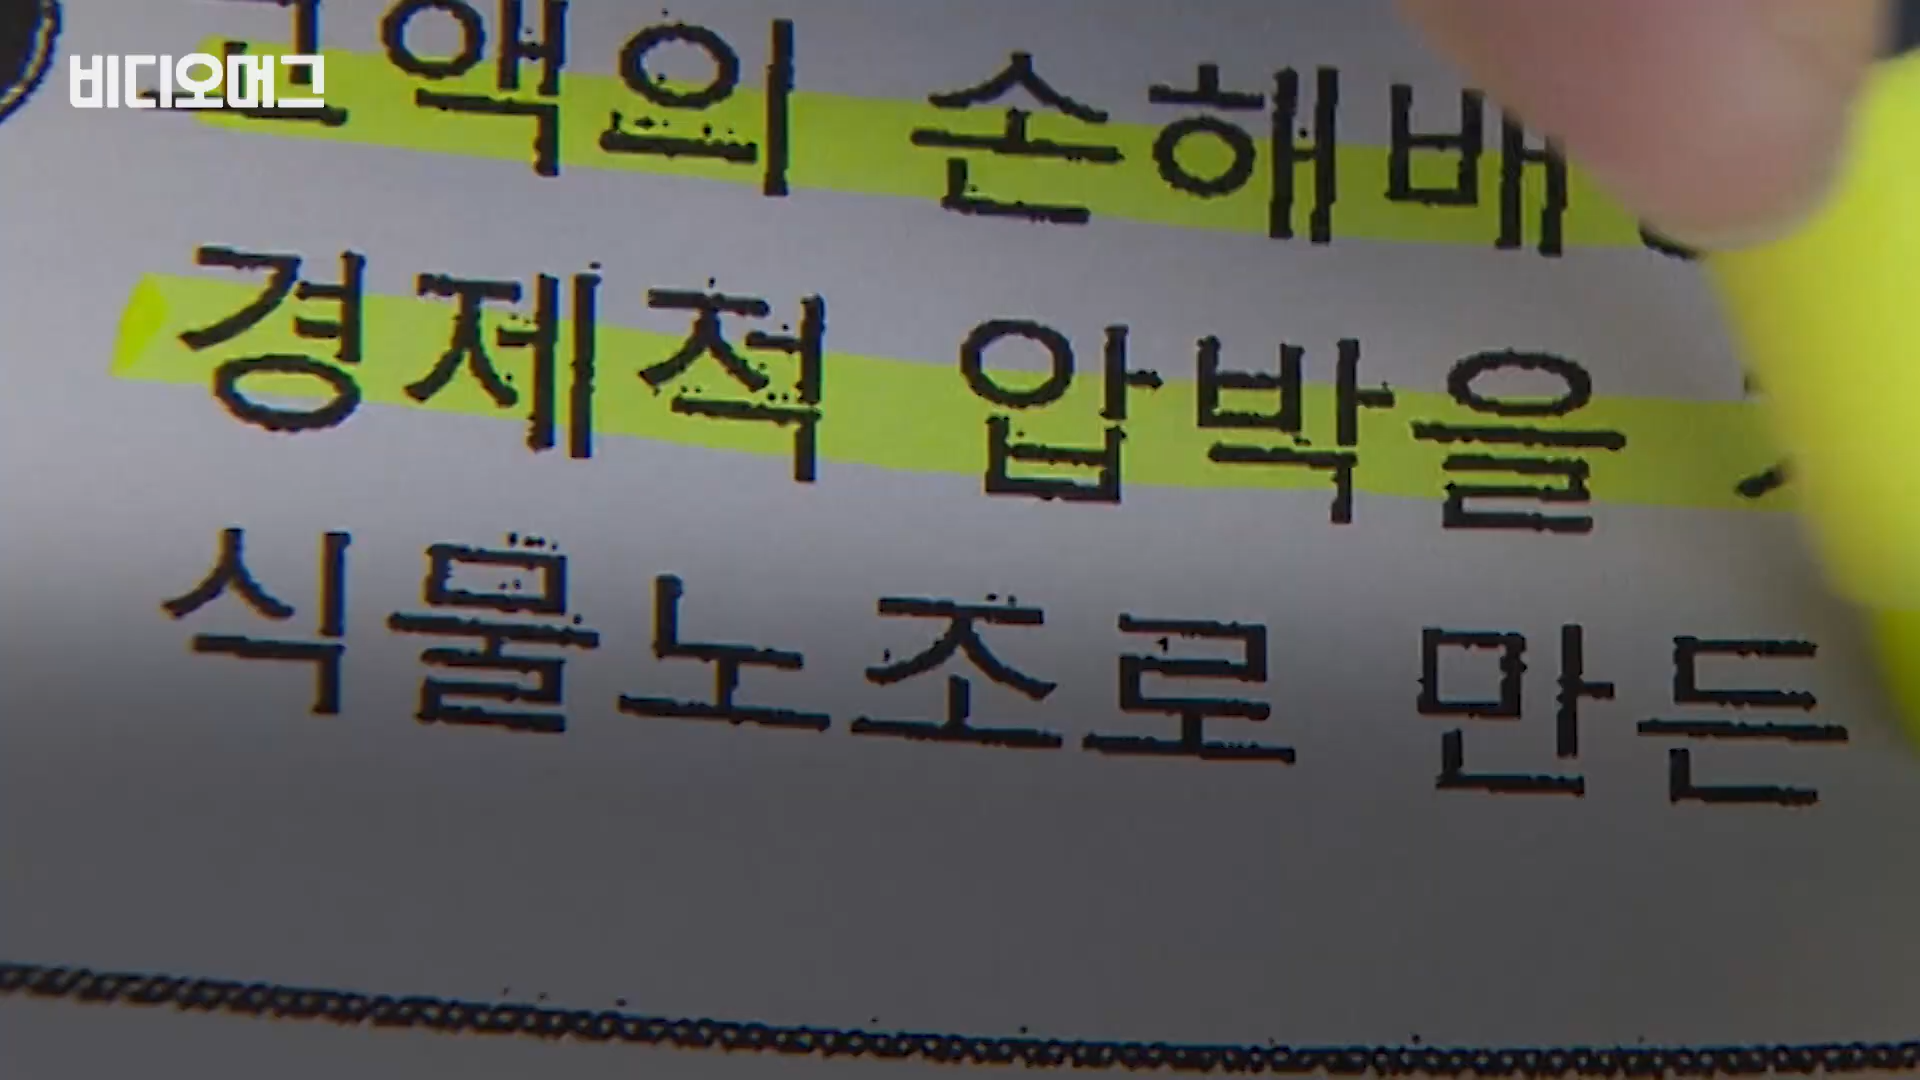 비디오머그
고액의 손해배
경제적 압박을
식물노조로 만든